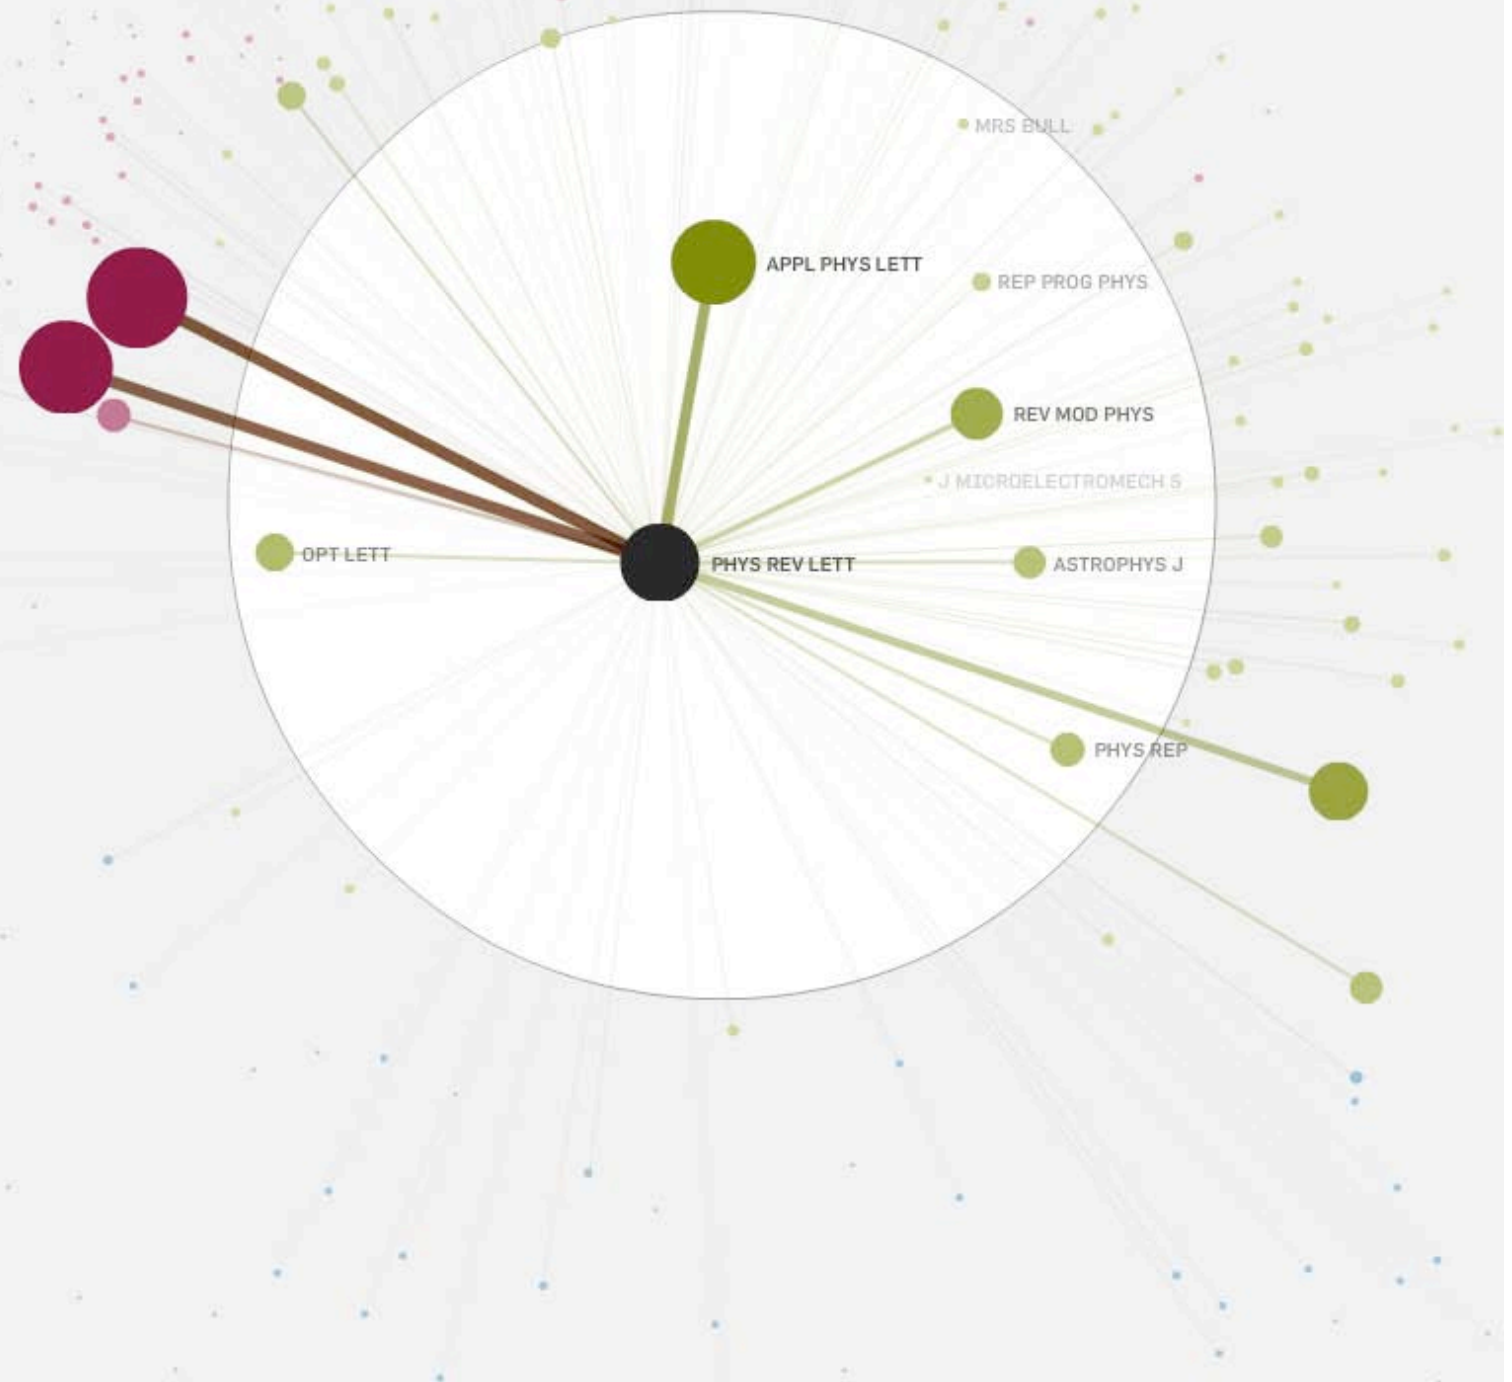 MRS BULL
APPL PHYS LETT
REP PROG PHYS
REV MOD PHYS
J MICROELECTROMECH S
OPT LETT
PHYS REV LETT
ASTROPHYS J
PHYS REP